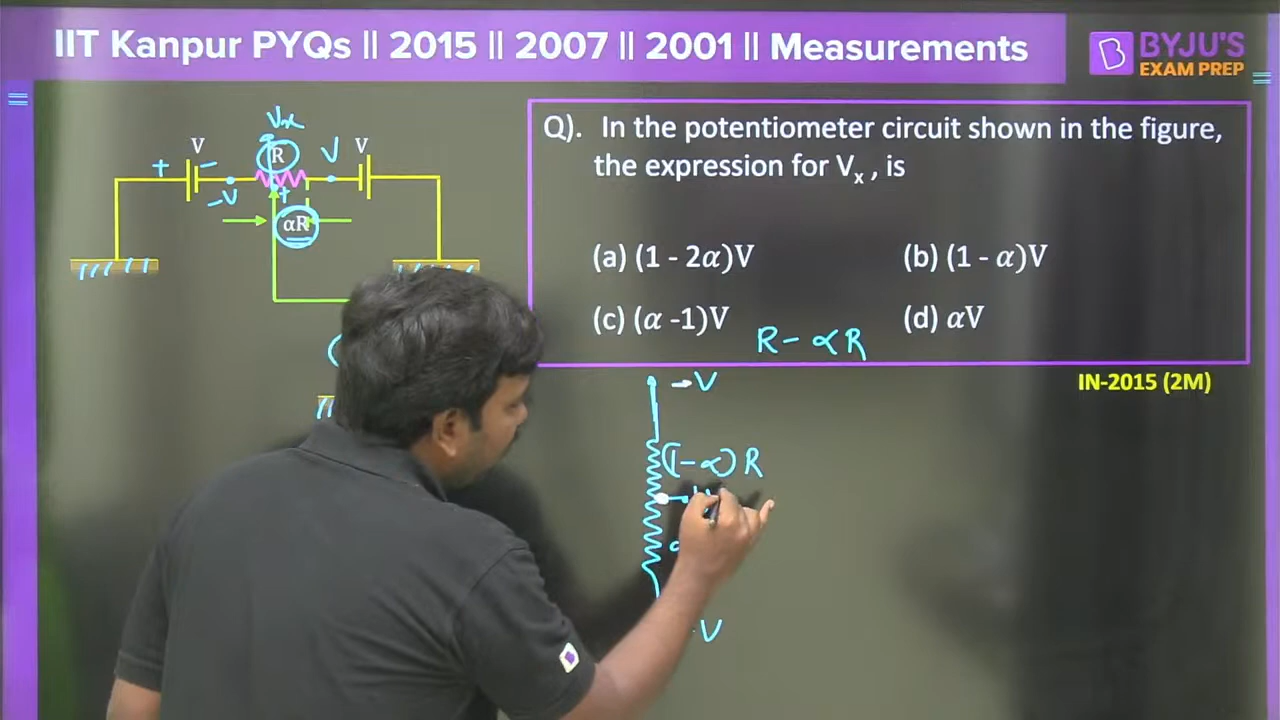 IIT Kanpur PYQs || 2015 || 2007 || 2001 || Measurements
BYJU'S
EXAM PREP
Vx
V
R
V
V
+
-
-V
+
αR
Q). In the potentiometer circuit shown in the figure,
the expression for Vx , is
(a) (1 - 2α)V
(b) (1 - α)V
(c) (α -1)V
(d) αV
R - αR
IN-2015 (2M)
-V
(1-α)R
V